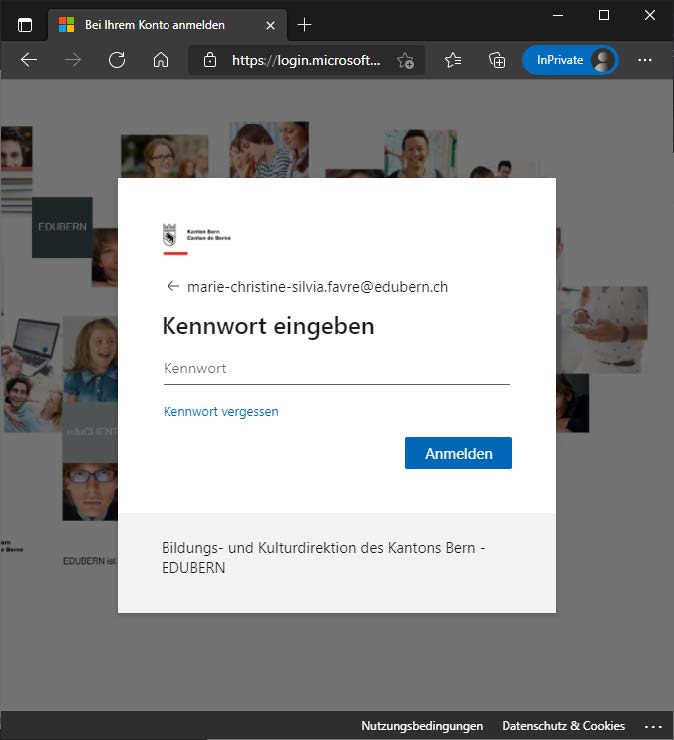 Bei Ihrem Konto anmelden
https://login.microsoft...
InPrivate
EDUBERN
Kanton Bern
Canton de Berne
marie-christine-silvia.favre@edubern.ch
Kennwort eingeben
Kennwort
Kennwort vergessen
eduCLIENT
Anmelden
Bildungs- und Kulturdirektion des Kantons Bern -
EDUBERN
EDUBERN ist
Nutzungsbedingungen Datenschutz & Cookies ...